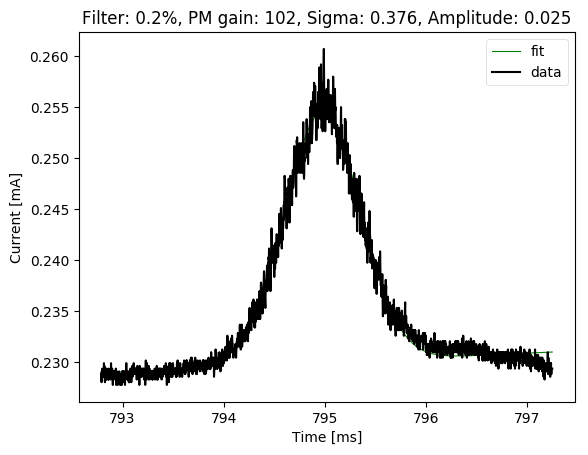 Filter: 0.2%, PM gain: 102, Sigma: 0.376, Amplitude: 0.025
fit
data
0.260
0.255
0.250
0.245
0.240
0.235
0.230
Current [mA]
793 794 795 796 797
Time [ms]